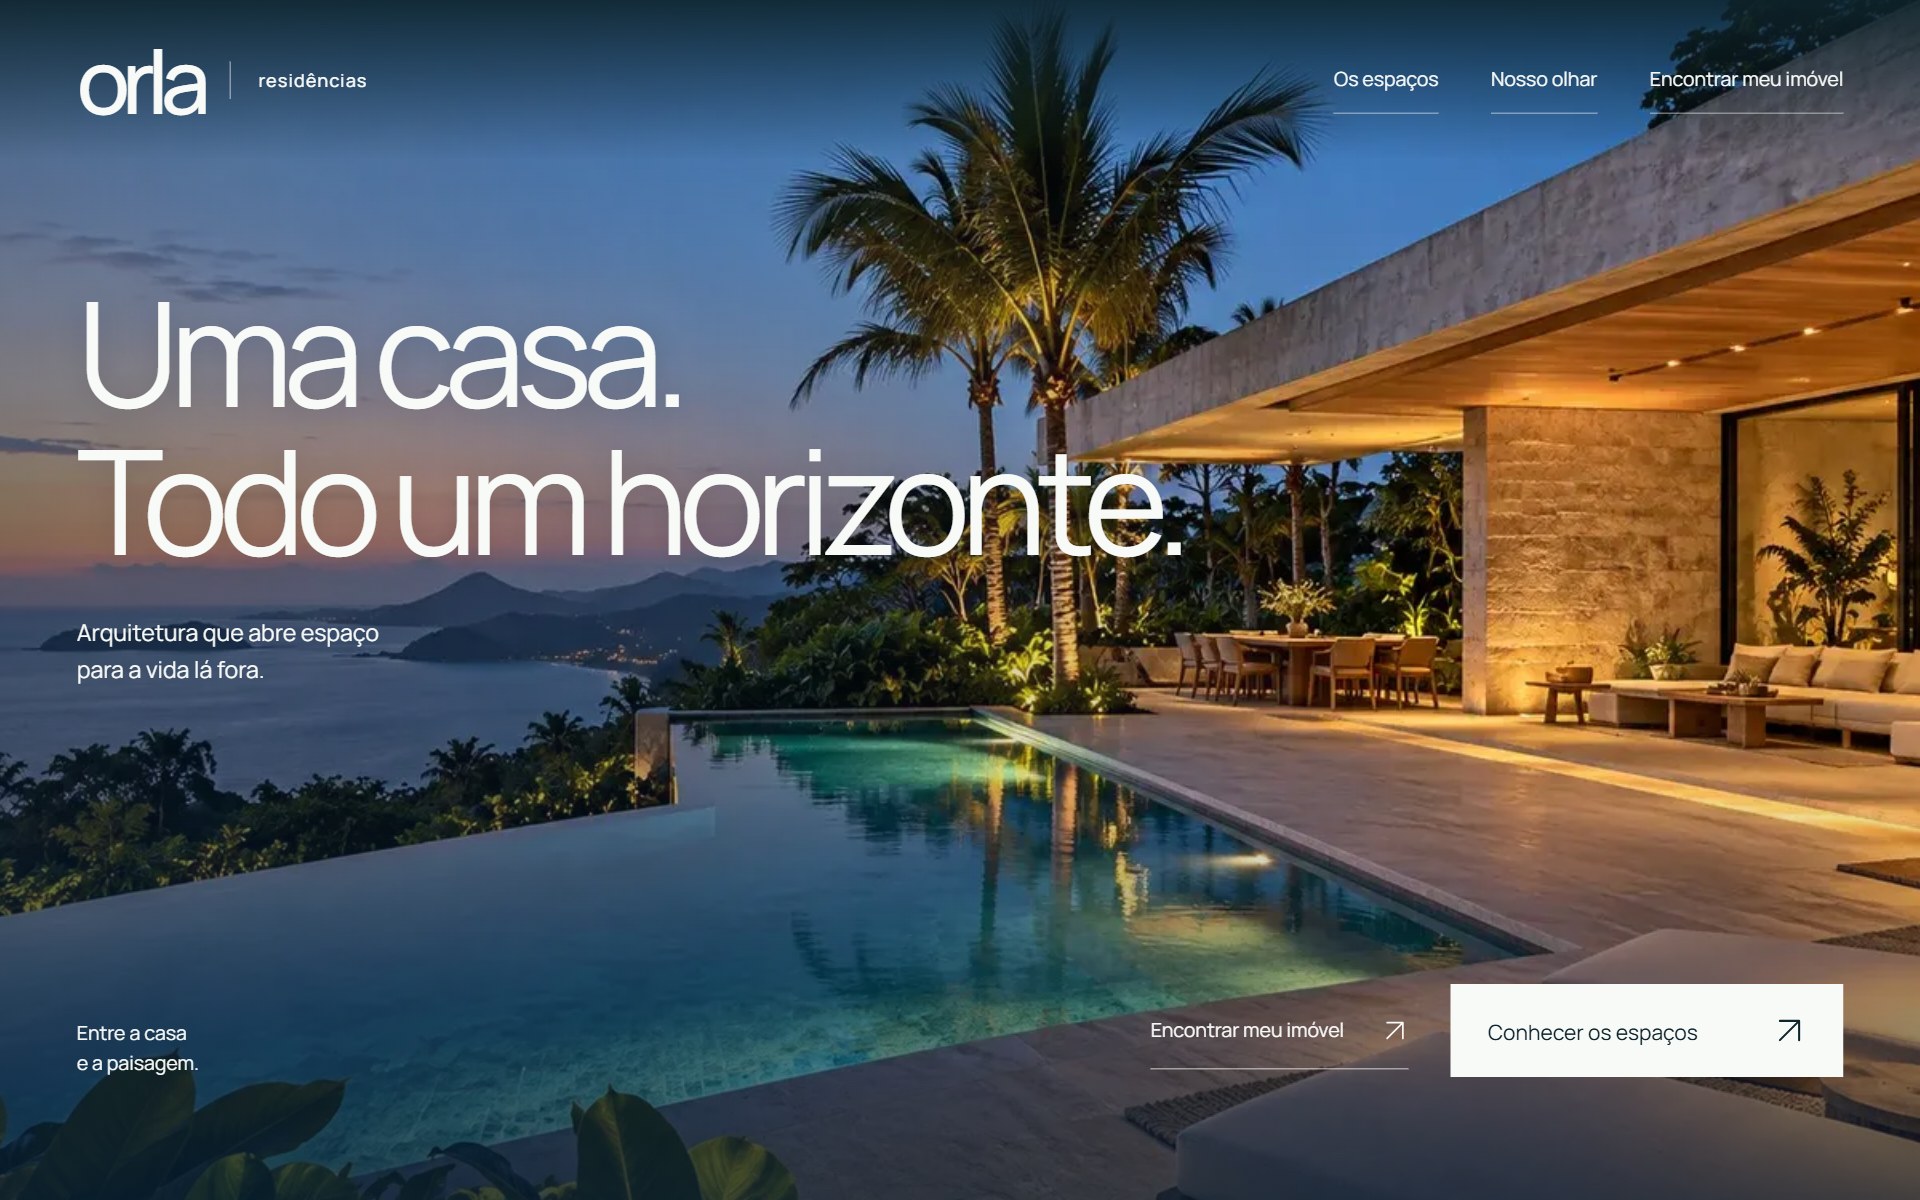 orla
residências
Os espaços
Nosso olhar
Encontrar meu imóvel
Uma casa.
Todo um horizonte.
Arquitetura que abre espaço
para a vida lá fora.
Entre a casa
e a paisagem.
Encontrar meu imóvel
Conhecer os espaços